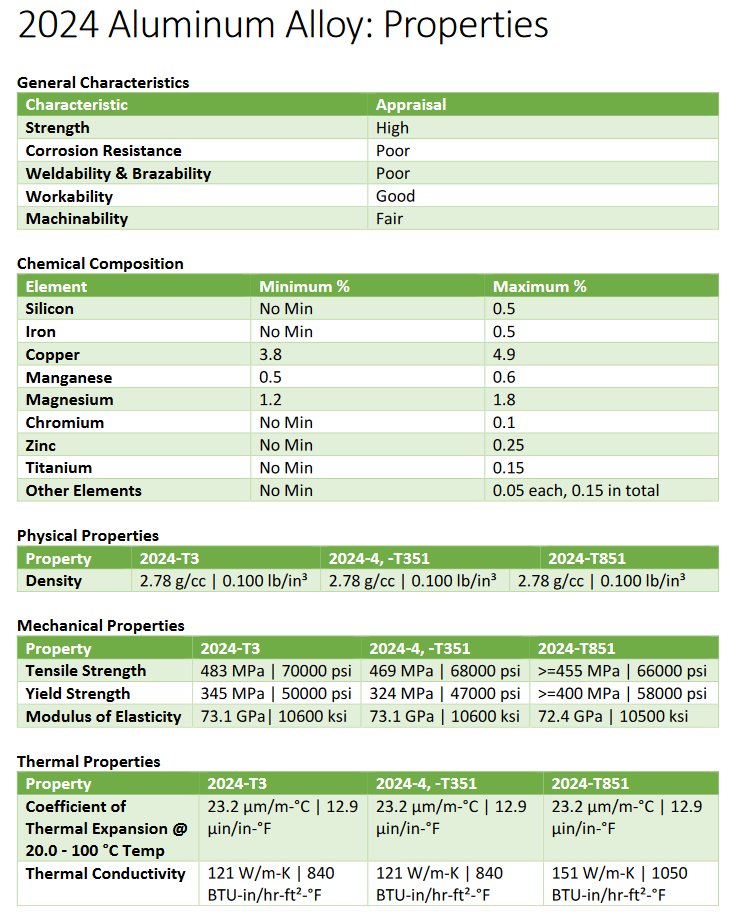 2024 Aluminum Alloy: Properties
General Characteristics
Characteristic Appraisal
Strength High
Corrosion Resistance Poor
Weldability & Brazability Poor
Workability Good
Machinability Fair
Chemical Composition
Element Minimum % Maximum %
Silicon No Min 0.5
Iron No Min 0.5
Copper 3.8 4.9
Manganese 0.5 0.6
Magnesium 1.2 1.8
Chromium No Min 0.1
Zinc No Min 0.25
Titanium No Min 0.15
Other Elements No Min 0.05 each, 0.15 in total
Physical Properties
Property 2024-T3 2024-4, -T351 2024-T851
Density 2.78 g/cc | 0.100 lb/in³ 2.78 g/cc | 0.100 lb/in³ 2.78 g/cc | 0.100 lb/in³
Mechanical Properties
Property 2024-T3 2024-4, -T351 2024-T851
Tensile Strength 483 MPa | 70000 psi 469 MPa | 68000 psi >=455 MPa | 66000 psi
Yield Strength 345 MPa | 50000 psi 324 MPa | 47000 psi >=400 MPa | 58000 psi
Modulus of Elasticity 73.1 GPa| 10600 ksi 73.1 GPa | 10600 ksi 72.4 GPa | 10500 ksi
Thermal Properties
Property 2024-T3 2024-4, -T351 2024-T851
Coefficient of 23.2 µm/m-°C | 12.9 23.2 µm/m-°C | 12.9 23.2 µm/m-°C | 12.9
Thermal Expansion @ µin/in-°F µin/in-°F µin/in-°F
20.0 - 100 °C Temp
Thermal Conductivity 121 W/m-K | 840 121 W/m-K | 840 151 W/m-K | 1050
BTU-in/hr-ft²-°F BTU-in/hr-ft²-°F BTU-in/hr-ft²-°F